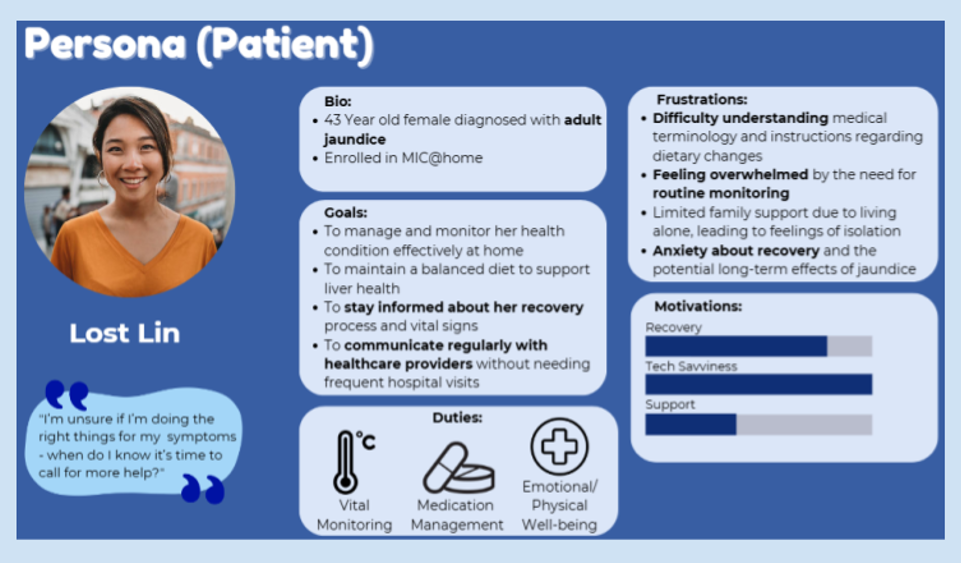 Persona (Patient)
Lost Lin
"I'm unsure if I'm doing the
right things for my symptoms
- when do I know it's time to
call for more help?"
Bio:
• 43 Year old female diagnosed with adult
jaundice
• Enrolled in MIC@home
Goals:
• To manage and monitor her health
condition effectively at home
• To maintain a balanced diet to support
liver health
• To stay informed about her recovery
process and vital signs
• To communicate regularly with
healthcare providers without needing
frequent hospital visits
Duties:
°C
Vital
Monitoring
Medication
Management
Emotional/
Physical
Well-being
Frustrations:
• Difficulty understanding medical
terminology and instructions regarding
dietary changes
• Feeling overwhelmed by the need for
routine monitoring
• Limited family support due to living
alone, leading to feelings of isolation
• Anxiety about recovery and the
potential long-term effects of jaundice
Motivations:
Recovery
Tech Savviness
Support